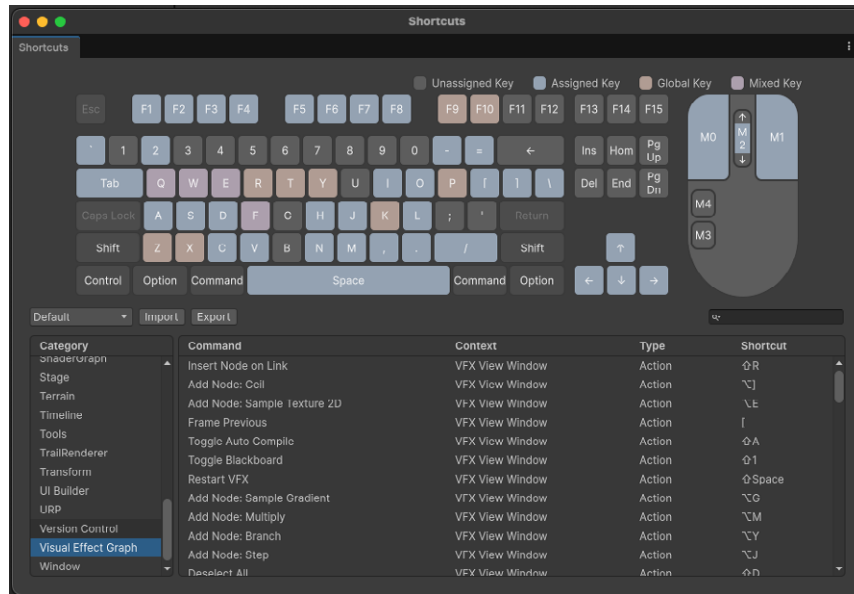 Shortcuts
Shortcuts
Unassigned Key Assigned Key Global Key Mixed Key
Esc F1 F2 F3 F4 F5 F6 F7 F8 F9 F10 F11 F12 F13 F14 F15
` 1 2 3 4 5 6 7 8 9 0 - = ← Ins Hom Pg Up
Tab Q W E R T Y U I O P [ ] \ Del End Pg Dn
Caps Lock A S D F G H J K L ; ' Return
Shift Z X C V B N M , . / Shift ↑
Control Option Command Space Command Option ← ↓ →
M0 ↑ M 2 ↓ M1
M4
M3
Default Import Export
Category Command Context Type Shortcut
ShaderGraph
Stage
Terrain
Timeline
Tools
TrailRenderer
Transform
UI Builder
URP
Version Control
Visual Effect Graph
Window
Insert Node on Link VFX View Window Action ⇧R
Add Node: Ceil VFX View Window Action ⌥]
Add Node: Sample Texture 2D VFX View Window Action ⌥E
Frame Previous VFX View Window Action [
Toggle Auto Compile VFX View Window Action ⇧A
Toggle Blackboard VFX View Window Action ⇧1
Restart VFX VFX View Window Action ⇧Space
Add Node: Sample Gradient VFX View Window Action ⌥G
Add Node: Multiply VFX View Window Action ⌥M
Add Node: Branch VFX View Window Action ⌥Y
Add Node: Step VFX View Window Action ⌥J
Deselect All VFX View Window Action ⇧D